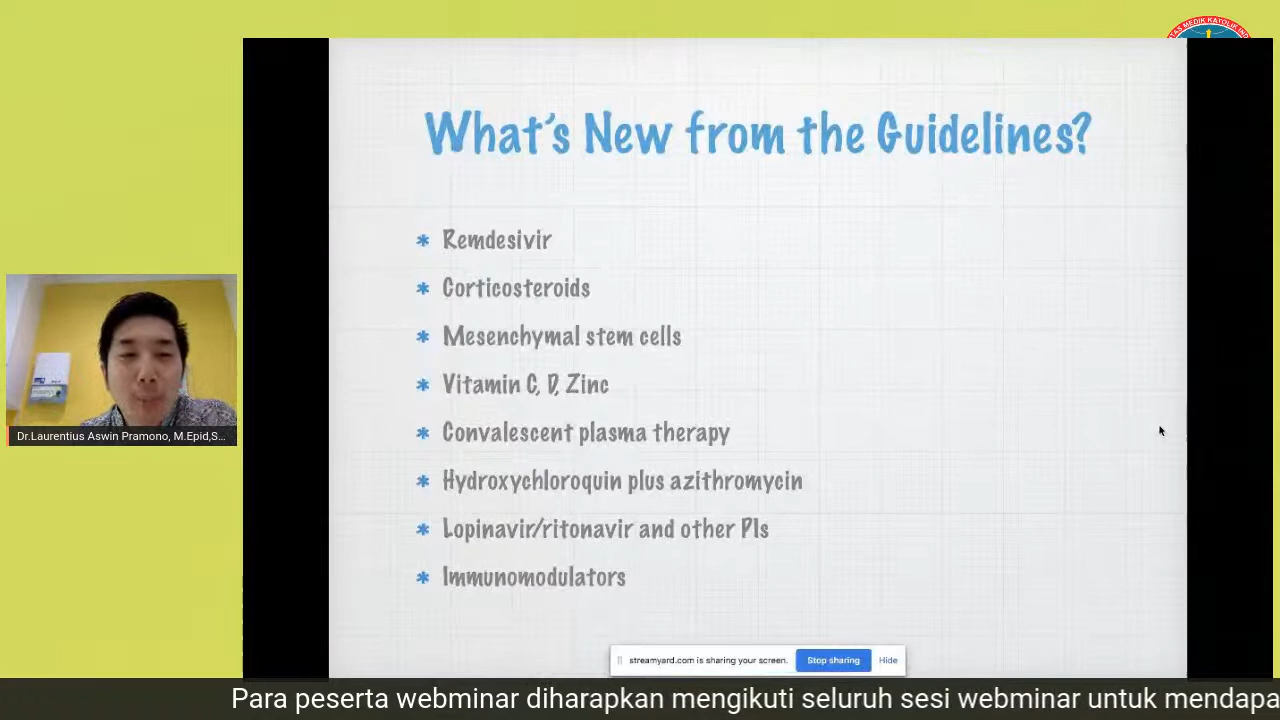 MEDIK KATOLIK
What's New from the Guidelines?
Remdesivir
Corticosteroids
Mesenchymal stem cells
Vitamin C, D, Zinc
Convalescent plasma therapy
Hydroxychloroquin plus azithromycin
Lopinavir/ritonavir and other PIs
Immunomodulators
Dr.Laurentius Aswin Pramono, M.Epid,S...
streamyard.com is sharing your screen.
Stop sharing
Hide
Para peserta webminar diharapkan mengikuti seluruh sesi webminar untuk mendapa